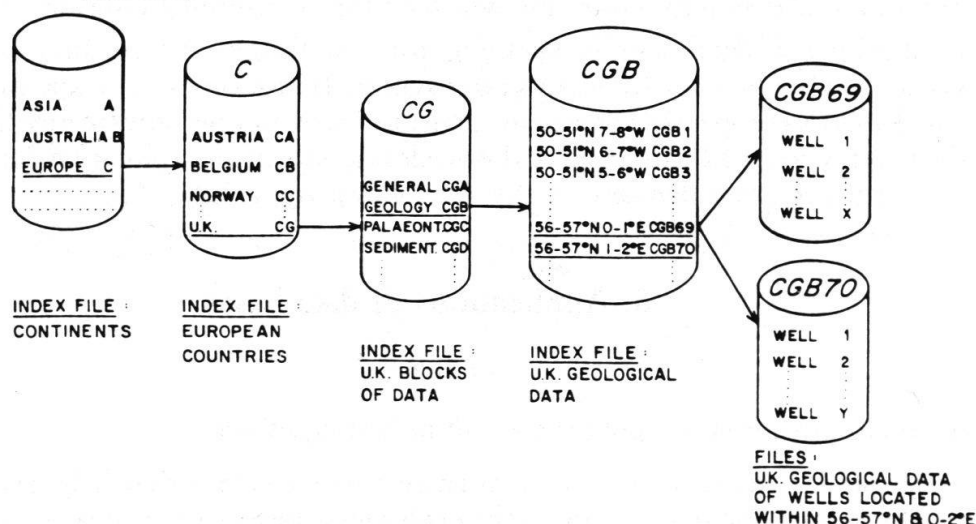 ASIA A
AUSTRALIA B
EUROPE C
INDEX FILE :
CONTINENTS
C
AUSTRIA CA
BELGIUM CB
NORWAY CC
U.K. CG
INDEX FILE :
EUROPEAN
COUNTRIES
CG
GENERAL CGA
GEOLOGY CGB
PALAEONT. CGC
SEDIMENT. CGD
INDEX FILE :
U.K. BLOCKS
OF DATA
CGB
50-51°N 7-8°W CGB1
50-51°N 6-7°W CGB2
50-51°N 5-6°W CGB3
56-57°N 0-1°E CGB69
56-57°N 1-2°E CGB70
INDEX FILE :
U.K. GEOLOGICAL
DATA
CGB69
WELL 1
WELL 2
WELL X
CGB70
WELL 1
WELL 2
WELL Y
FILES :
U.K. GEOLOGICAL DATA
OF WELLS LOCATED
WITHIN 56-57°N & 0-2°E